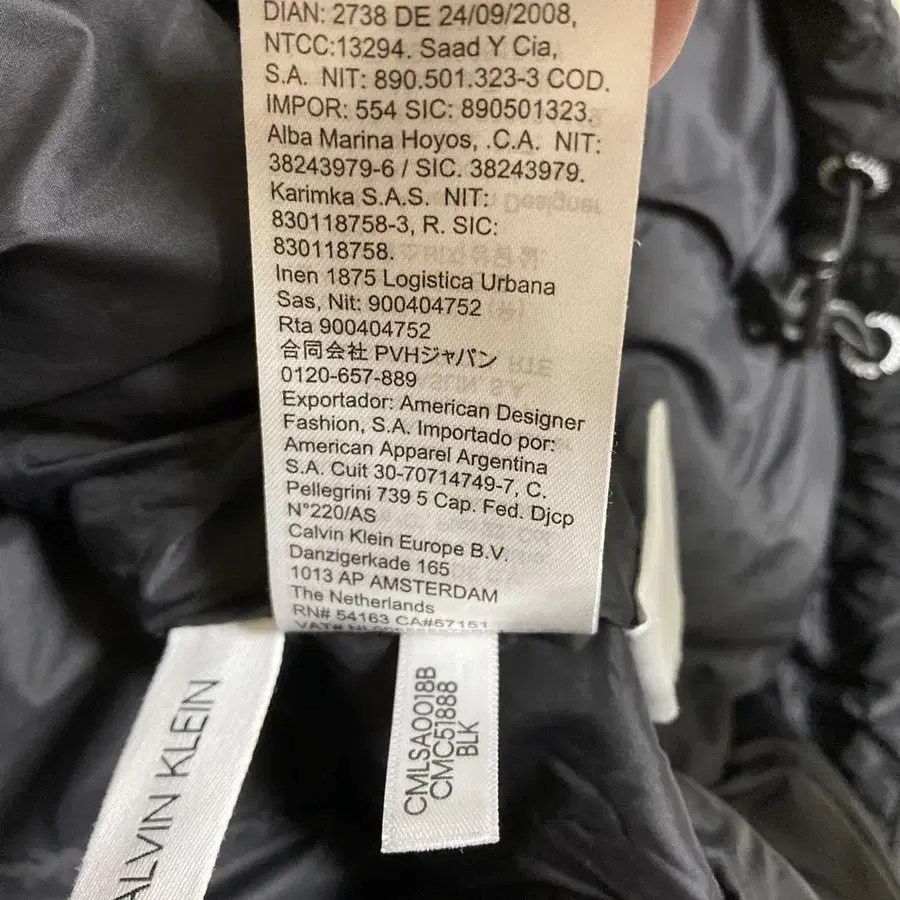 DIAN: 2738 DE 24/09/2008,
NTCC:13294. Saad Y Cia,
S.A. NIT: 890.501.323-3 COD.
IMPOR: 554 SIC: 890501323.
Alba Marina Hoyos, .C.A. NIT:
38243979-6 / SIC. 38243979.
Karimka S.A.S. NIT:
830118758-3, R. SIC:
830118758.
Inen 1875 Logistica Urbana
Sas, Nit: 900404752
Rta 900404752
合同会社 PVHジャパン
0120-657-889
Exportador: American Designer
Fashion, S.A. Importado por:
American Apparel Argentina
S.A. Cuit 30-70714749-7, C.
Pellegrini 739 5 Cap. Fed. Djcp
N°220/AS
Calvin Klein Europe B.V.
Danzigerkade 165
1013 AP AMSTERDAM
The Netherlands
RN# 54163 CA#57151
VAT#
ALVIN KLEIN
CMLSA0018B
CMC51888
BLK